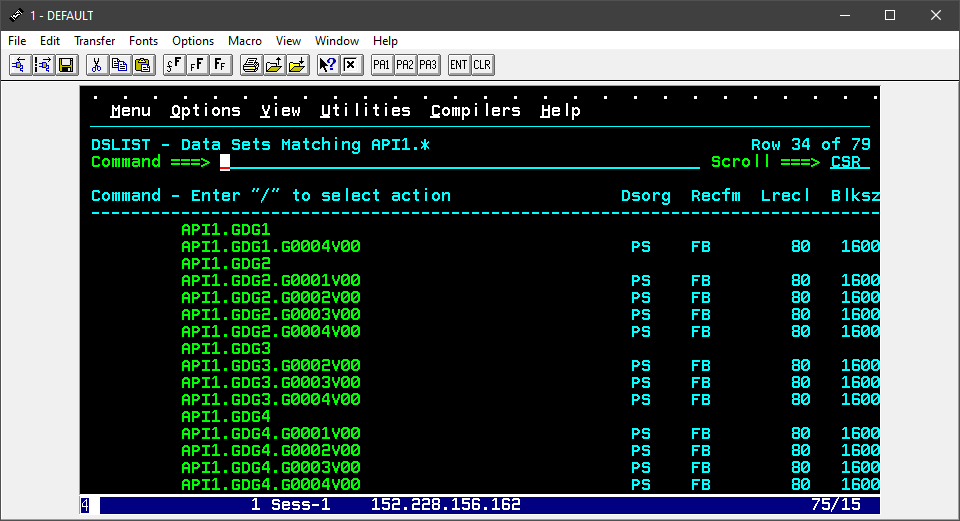 1 - DEFAULT
File Edit Transfer Fonts Options Macro View Window Help
PA1 PA2 PA3 ENT CLR
Menu Options View Utilities Compilers Help
DSLIST - Data Sets Matching API1.* Row 34 of 79
Command ===> Scroll ===> CSR
Command - Enter "/" to select action Dsorg Recfm Lrecl Blksz
API1.GDG1
API1.GDG1.G0004V00 PS FB 80 1600
API1.GDG2
API1.GDG2.G0001V00 PS FB 80 1600
API1.GDG2.G0002V00 PS FB 80 1600
API1.GDG2.G0003V00 PS FB 80 1600
API1.GDG2.G0004V00 PS FB 80 1600
API1.GDG3
API1.GDG3.G0002V00 PS FB 80 1600
API1.GDG3.G0003V00 PS FB 80 1600
API1.GDG3.G0004V00 PS FB 80 1600
API1.GDG4
API1.GDG4.G0001V00 PS FB 80 1600
API1.GDG4.G0002V00 PS FB 80 1600
API1.GDG4.G0003V00 PS FB 80 1600
API1.GDG4.G0004V00 PS FB 80 1600
4 1 Sess-1 152.228.156.162 75/15